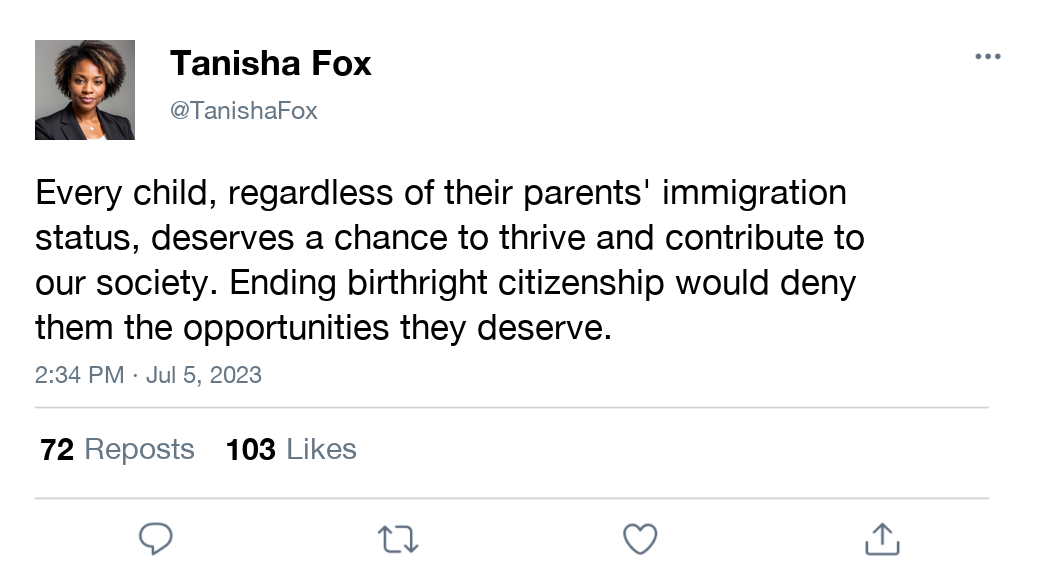 Tanisha Fox
@TanishaFox
Every child, regardless of their parents' immigration
status, deserves a chance to thrive and contribute to
our society. Ending birthright citizenship would deny
them the opportunities they deserve.
2:34 PM · Jul 5, 2023
72 Reposts 103 Likes